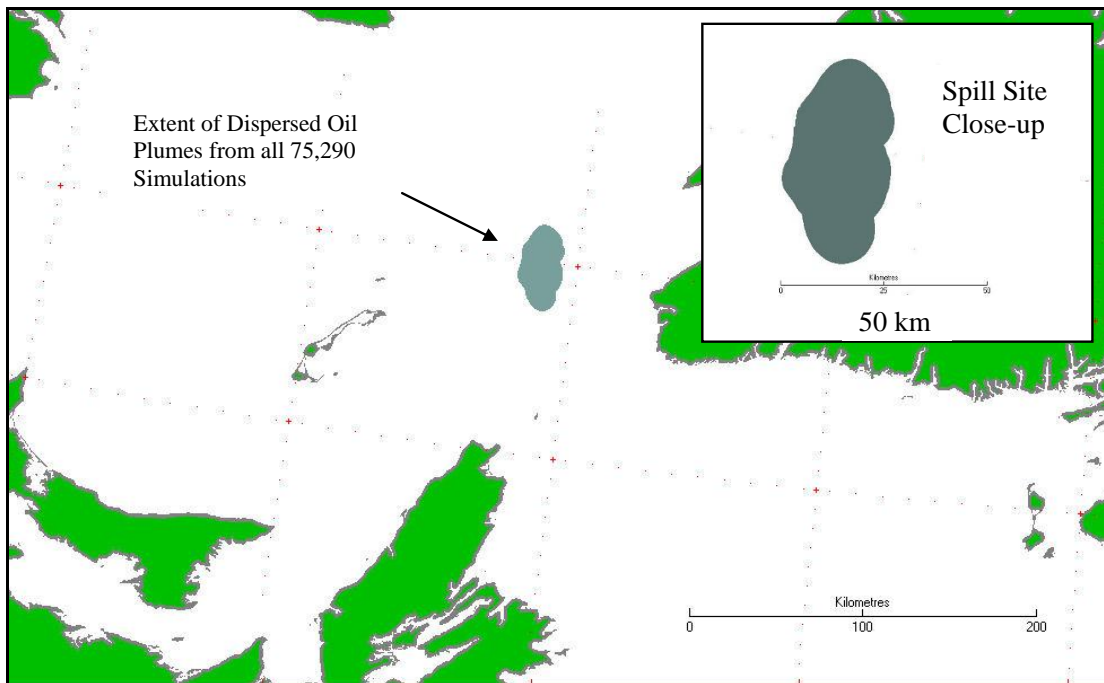 Extent of Dispersed Oil
Plumes from all 75,290
Simulations
Spill Site
Close-up
Kilometres
0 25 50
50 km
Kilometres
0 100 200